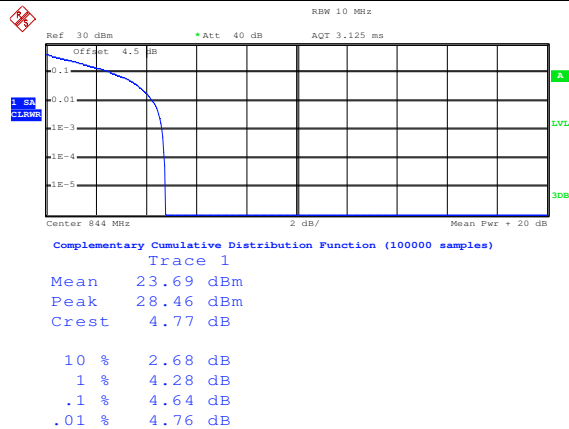 RBW 10 MHz
Ref 30 dBm *Att 40 dB AQT 3.125 ms
Offset 4.5 dB
0.1
A
1 SA
CLRWR
0.01
1E-3
LVL
1E-4
1E-5
3DB
Center 844 MHz 2 dB/ Mean Pwr + 20 dB
Complementary Cumulative Distribution Function (100000 samples)
Trace 1
Mean 23.69 dBm
Peak 28.46 dBm
Crest 4.77 dB
10 % 2.68 dB
1 % 4.28 dB
.1 % 4.64 dB
.01 % 4.76 dB